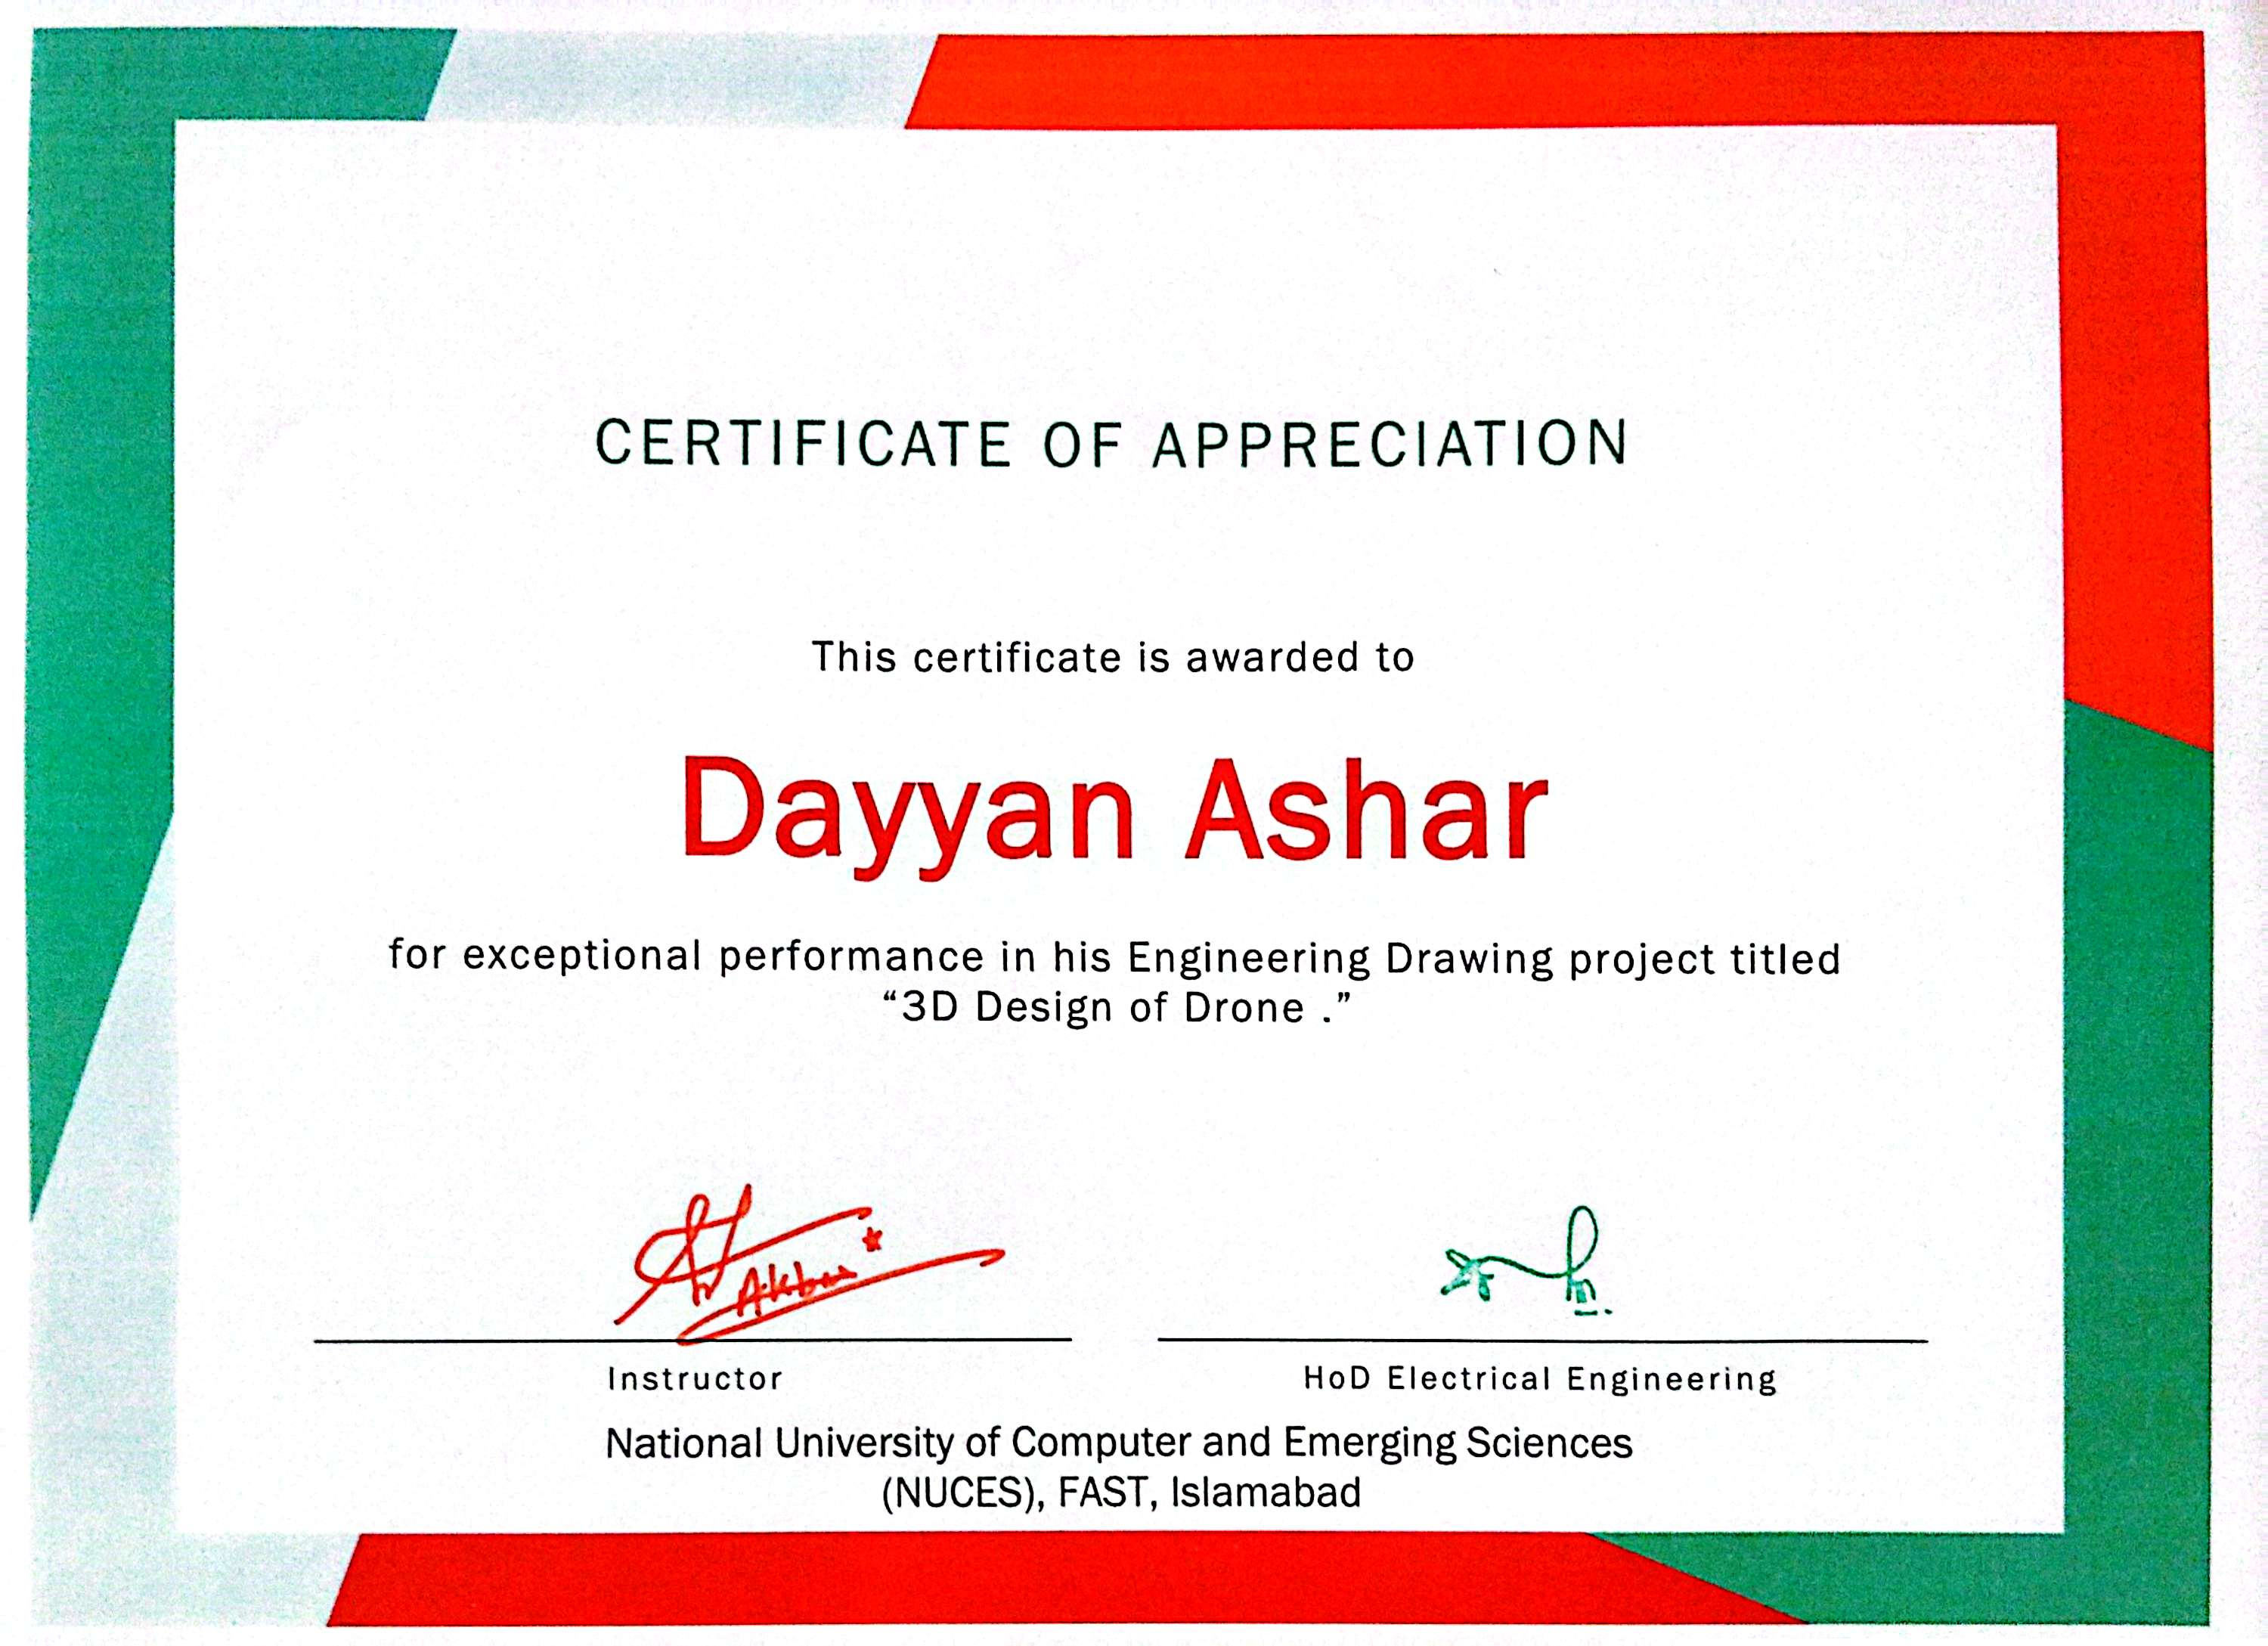 CERTIFICATE OF APPRECIATION
This certificate is awarded to
Dayyan Ashar
for exceptional performance in his Engineering Drawing project titled
“3D Design of Drone .”
Akbar
Instructor
HoD Electrical Engineering
National University of Computer and Emerging Sciences
(NUCES), FAST, Islamabad